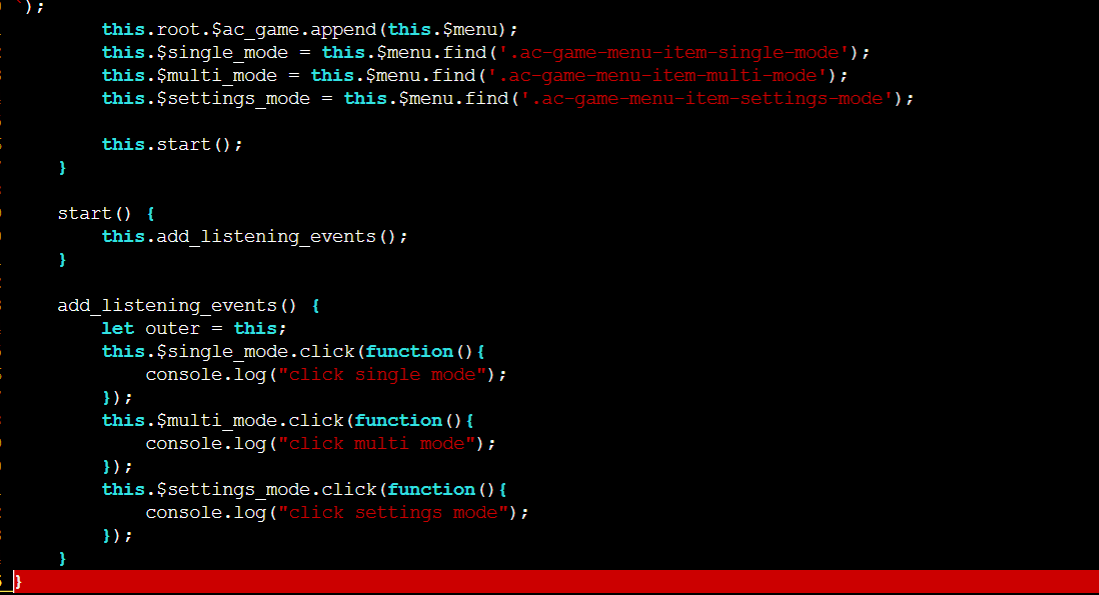 `);
        this.root.$ac_game.append(this.$menu);
        this.$single_mode = this.$menu.find('.ac-game-menu-item-single-mode');
        this.$multi_mode = this.$menu.find('.ac-game-menu-item-multi-mode');
        this.$settings_mode = this.$menu.find('.ac-game-menu-item-settings-mode');

        this.start();
    }

    start() {
        this.add_listening_events();
    }

    add_listening_events() {
        let outer = this;
        this.$single_mode.click(function(){
            console.log("click single mode");
        });
        this.$multi_mode.click(function(){
            console.log("click multi mode");
        });
        this.$settings_mode.click(function(){
            console.log("click settings mode");
        });
    }
}